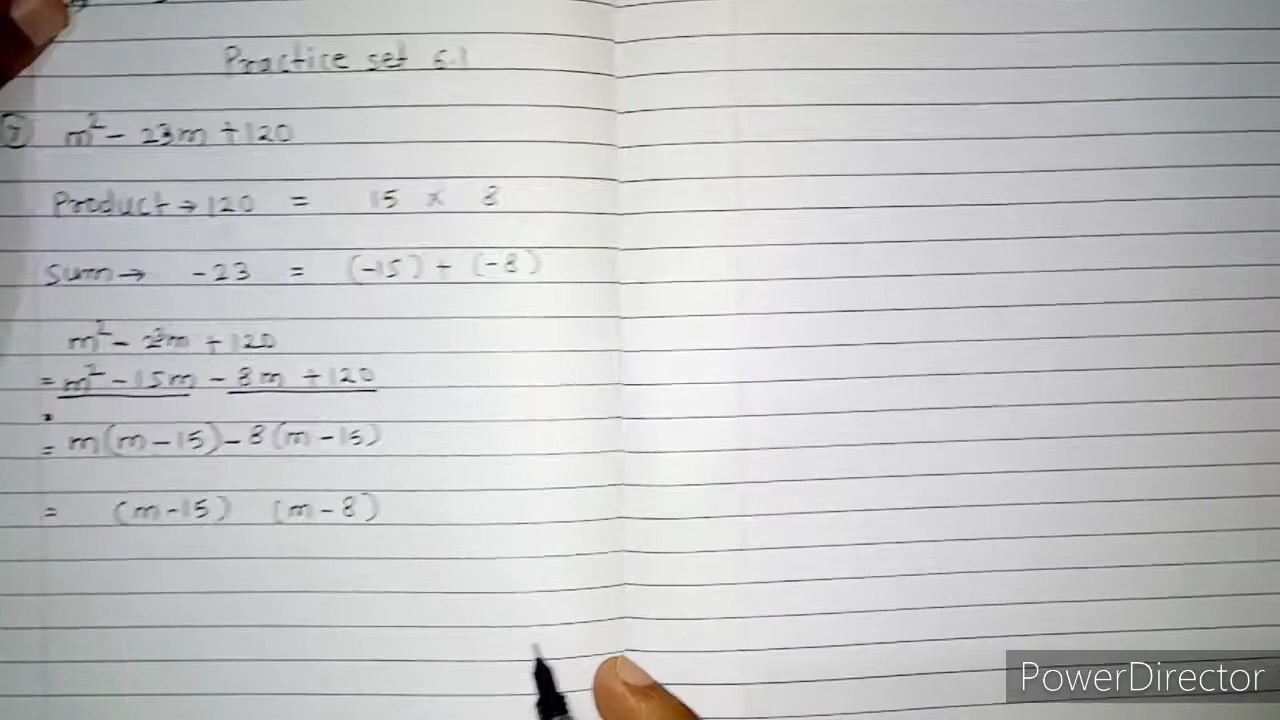 Practice set 6.1
7 m² - 23m + 120
Product → 120 = 15 × 8
Sum → -23 = (-15) + (-8)
m² - 23m + 120
= m² - 15m - 8m + 120
= m(m - 15) - 8(m - 15)
= (m - 15) (m - 8)
PowerDirector